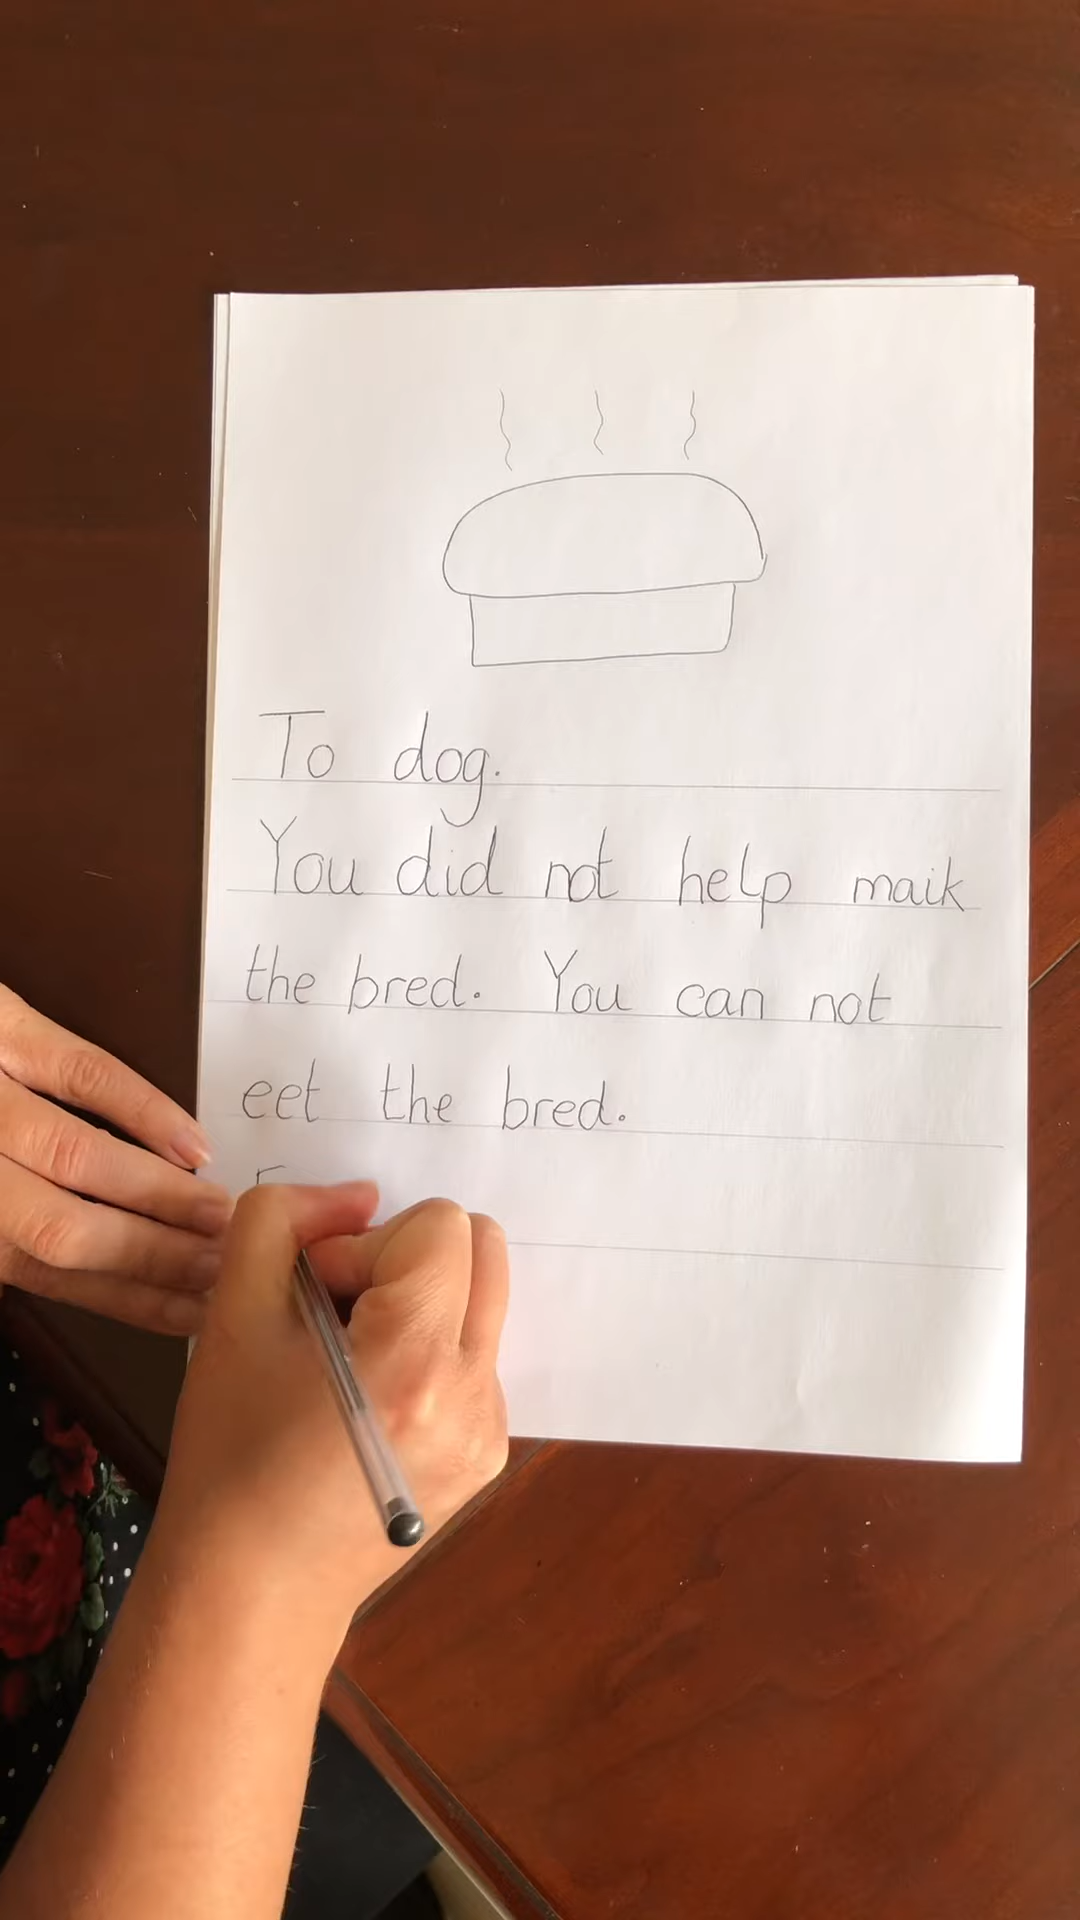 To dog.
You did not help maik
the bred. You can not
eet the bred.